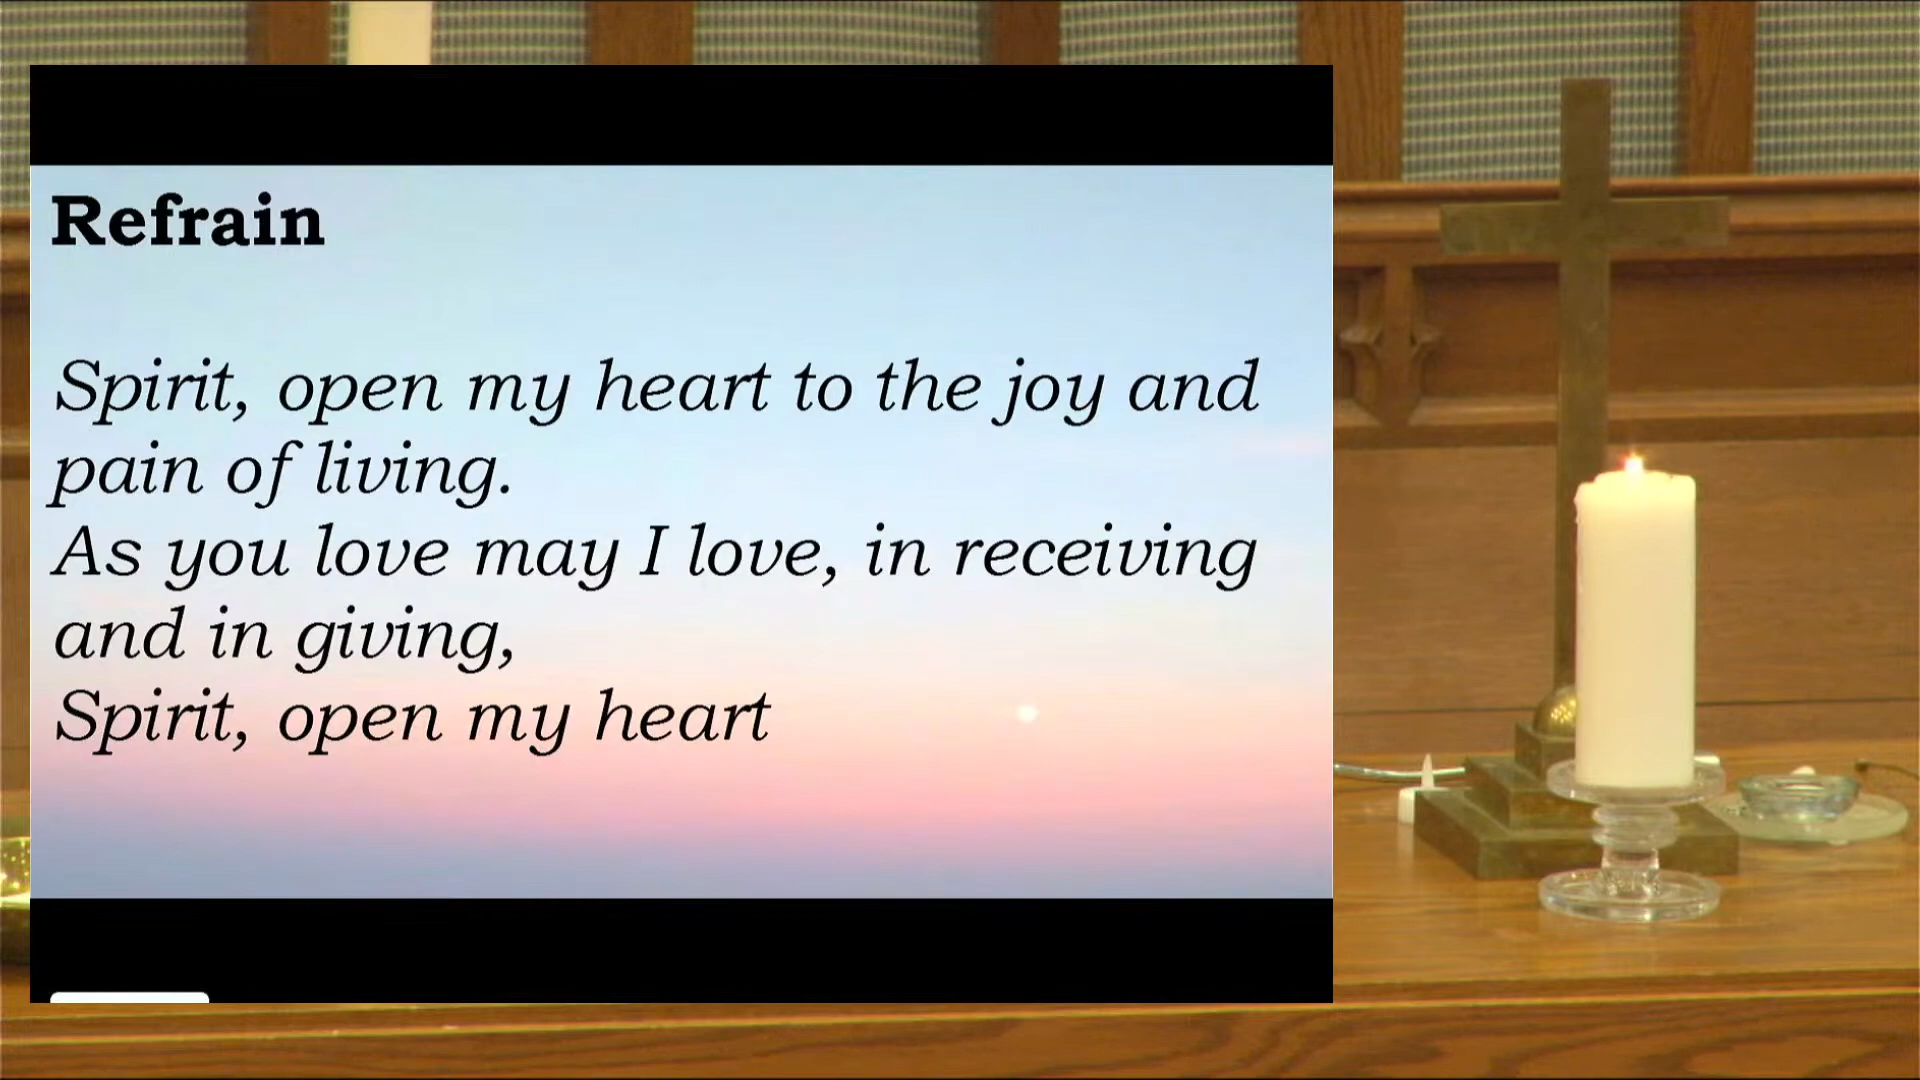 Refrain
Spirit, open my heart to the joy and
pain of living.
As you love may I love, in receiving
and in giving,
Spirit, open my heart